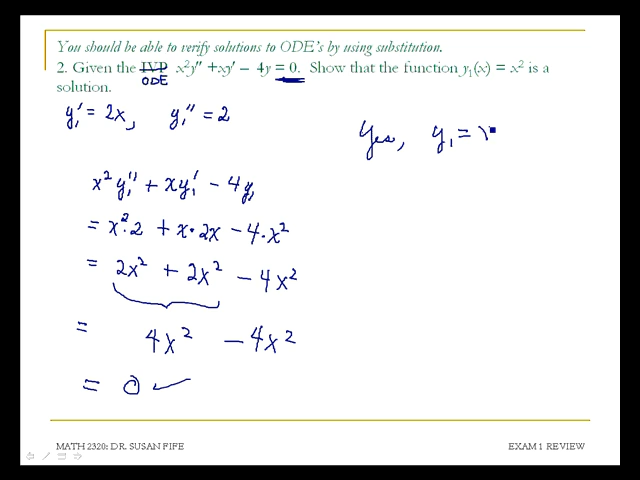 You should be able to verify solutions to ODE's by using substitution.
2. Given the IVP x²y″ +xy′ – 4y = 0. Show that the function y₁(x) = x² is a
ODE
solution.
y₁′ = 2x, y₁″ = 2
Yes, y₁ =
x²y₁″ + xy₁′ – 4y₁
= x²·2 + x·2x – 4·x²
= 2x² + 2x² – 4x²
= 4x² – 4x²
= 0 ✓
MATH 2320: DR. SUSAN FIFE EXAM 1 REVIEW